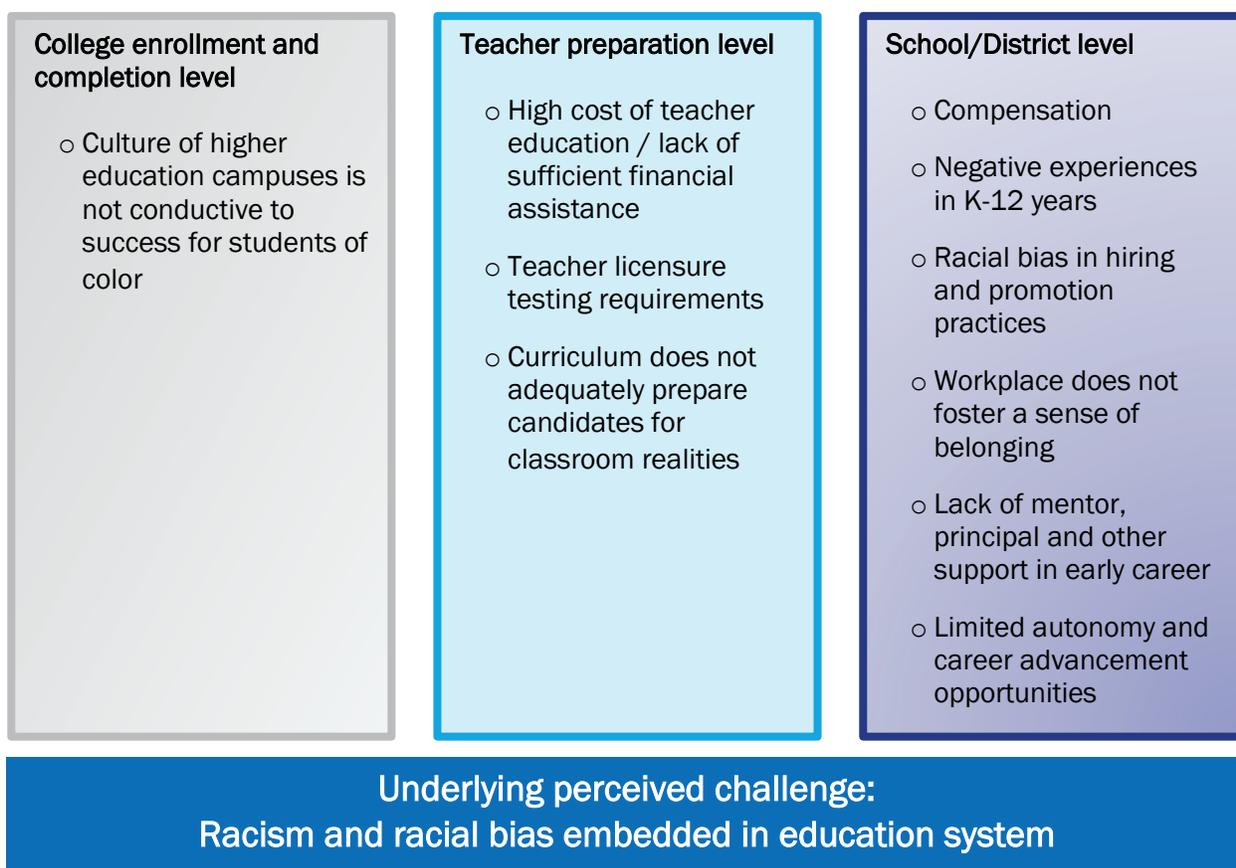 College enrollment and
completion level
o Culture of higher
education campuses is
not conductive to
success for students of
color
Teacher preparation level
o High cost of teacher
education / lack of
sufficient financial
assistance
o Teacher licensure
testing requirements
o Curriculum does not
adequately prepare
candidates for
classroom realities
School/District level
o Compensation
o Negative experiences
in K-12 years
o Racial bias in hiring
and promotion
practices
o Workplace does not
foster a sense of
belonging
o Lack of mentor,
principal and other
support in early career
o Limited autonomy and
career advancement
opportunities
Underlying perceived challenge:
Racism and racial bias embedded in education system